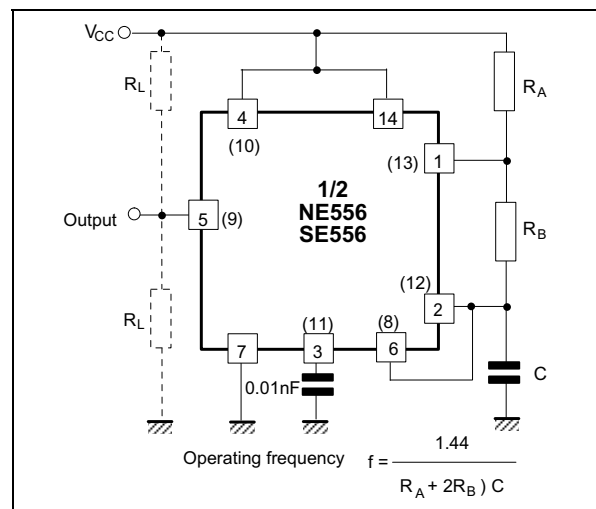 VCC
RL
4
14
RA
(10)
(13)
1
1/2
NE556
SE556
Output
5
(9)
RB
(12)
2
RL
(11)
(8)
7
3
6
0.01nF
C
Operating frequency f = 1.44
RA + 2RB ) C